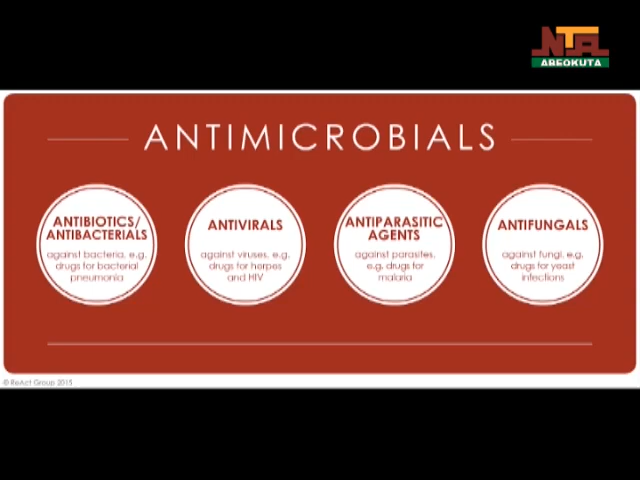 NTA
ABEOKUTA
ANTIMICROBIALS
ANTIBIOTICS/
ANTIBACTERIALS
against bacteria, e.g.
drugs for bacterial
pneumonia
ANTIVIRALS
against viruses, e.g.
drugs for herpes
and HIV
ANTIPARASITIC
AGENTS
against parasites,
e.g. drugs for
malaria
ANTIFUNGALS
against fungi, e.g.
drugs for yeast
infections
© ReAct Group 2015